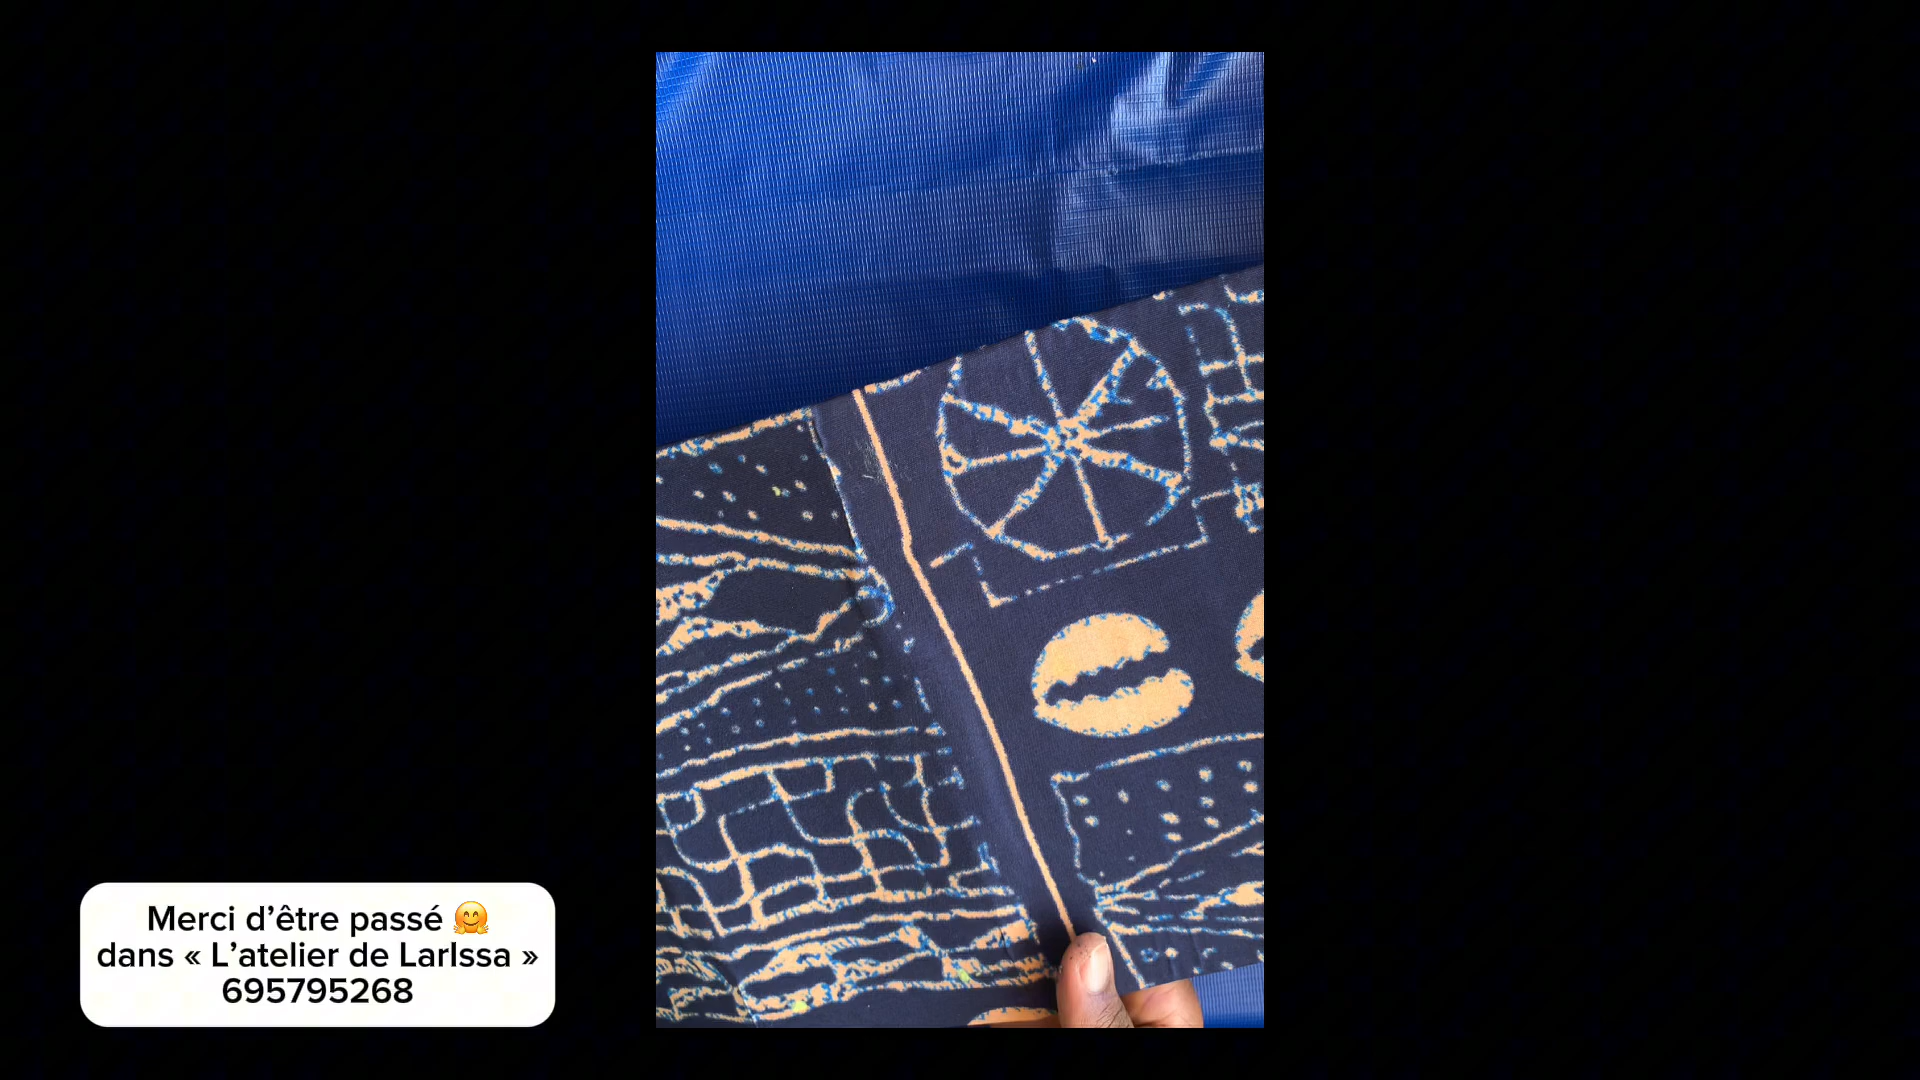 Merci d’être passé 🤗
dans « L’atelier de LarIssa »
695795268